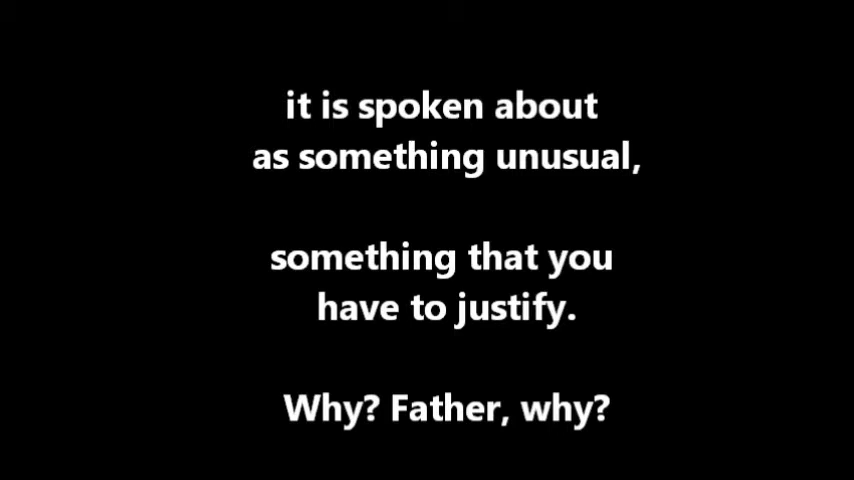 it is spoken about
as something unusual,
something that you
have to justify.
Why? Father, why?